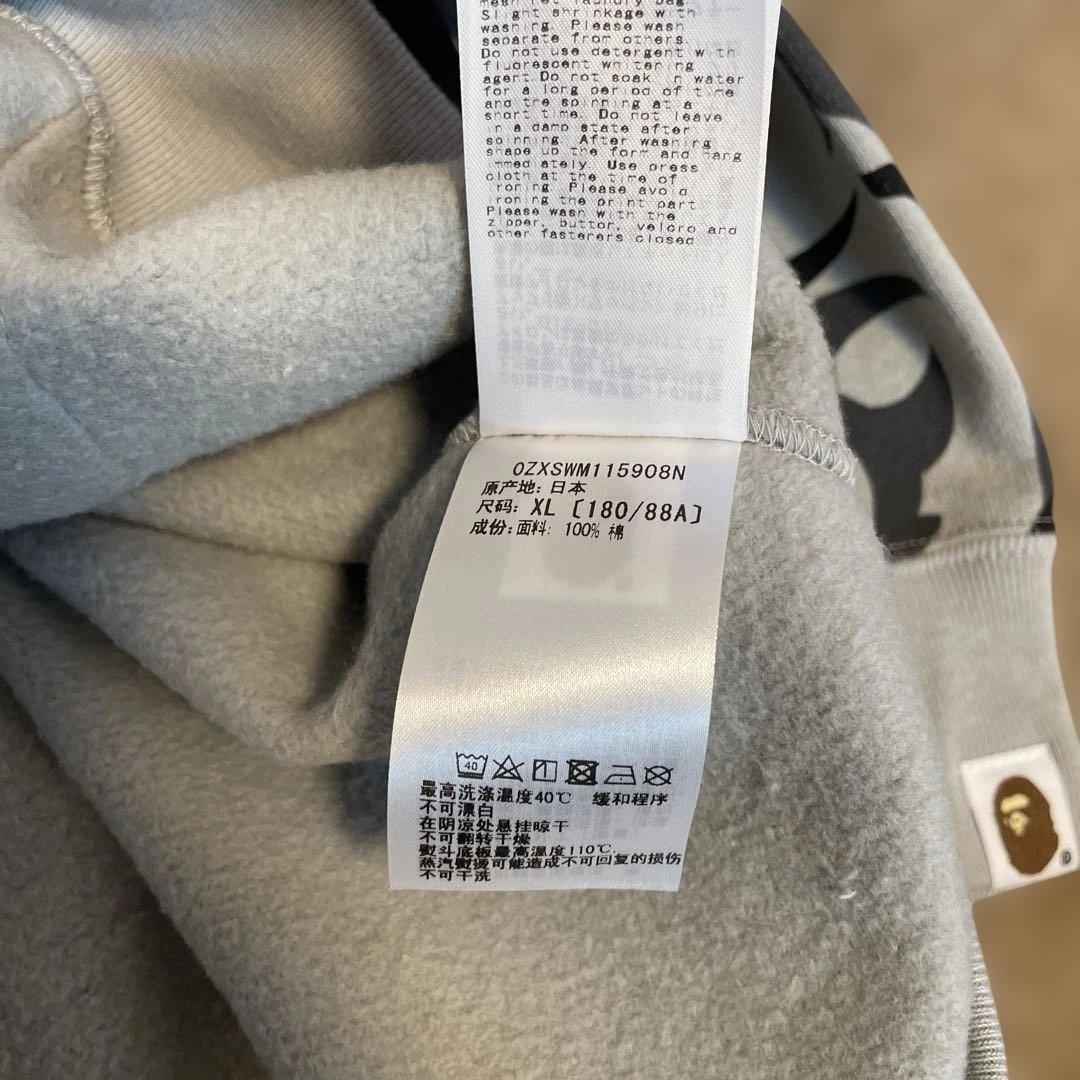 mesh net laundry bag.
Slight shrinkage with
washing. Please wash
separate from others.
Do not use detergent with
fluorescent whitening
agent.Do not soak in water
for a long period of time
and the spinning at a
short time. Do not leave
in a damp state after
spinning. After washing
shape up the form and hang
immediately. Use press
cloth at the time of
ironing. Please avoid
ironing the print part.
Please wash with the
zipper, button, velcro and
other fasteners closed
0ZXSWM115908N
原产地: 日本
尺码: XL [180/88A]
成份: 面料: 100% 棉
40
最高洗涤温度40℃ 缓和程序
不可漂白
在阴凉处悬挂晾干
不可翻转干燥
熨斗底板最高温度110℃.
蒸汽熨烫可能造成不可回复的损伤
不可干洗
®